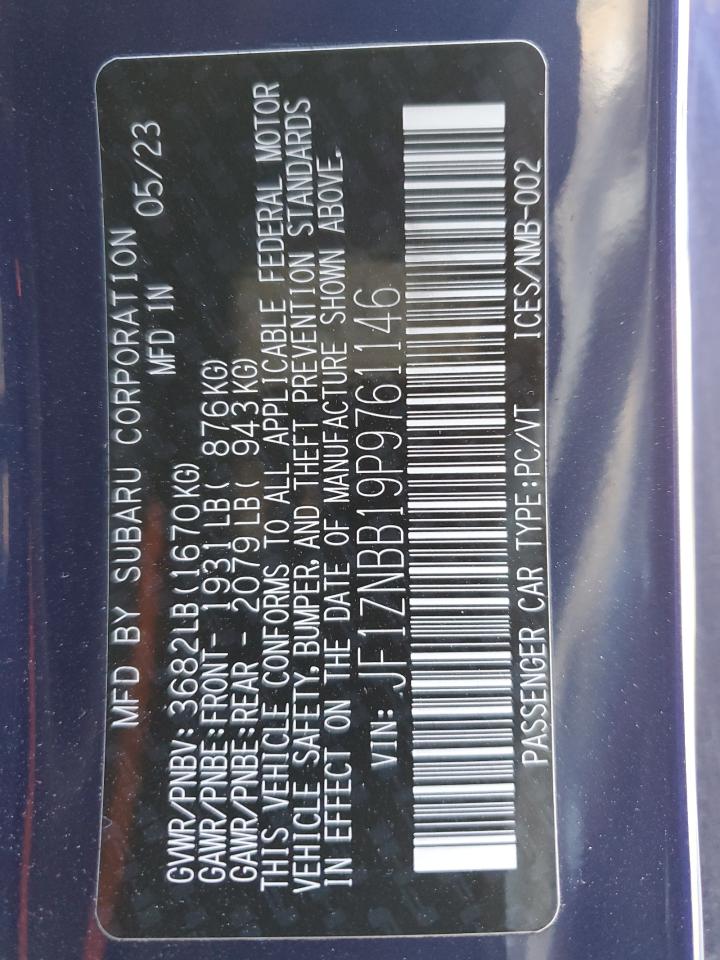 MFD BY SUBARU CORPORATION
MFD IN 05/23
GVWR/PNBV: 3682LB(1670KG)
GAWR/PNBE:FRONT- 1931LB( 876KG)
GAWR/PNBE:REAR - 2079LB( 943KG)
THIS VEHICLE CONFORMS TO ALL APPLICABLE FEDERAL MOTOR
VEHICLE SAFETY, BUMPER, AND THEFT PREVENTION STANDARDS
IN EFFECT ON THE DATE OF MANUFACTURE SHOWN ABOVE.
VIN: JF1ZNBB19P9761146
PASSENGER CAR TYPE:PC/VT ICES/NMB-002